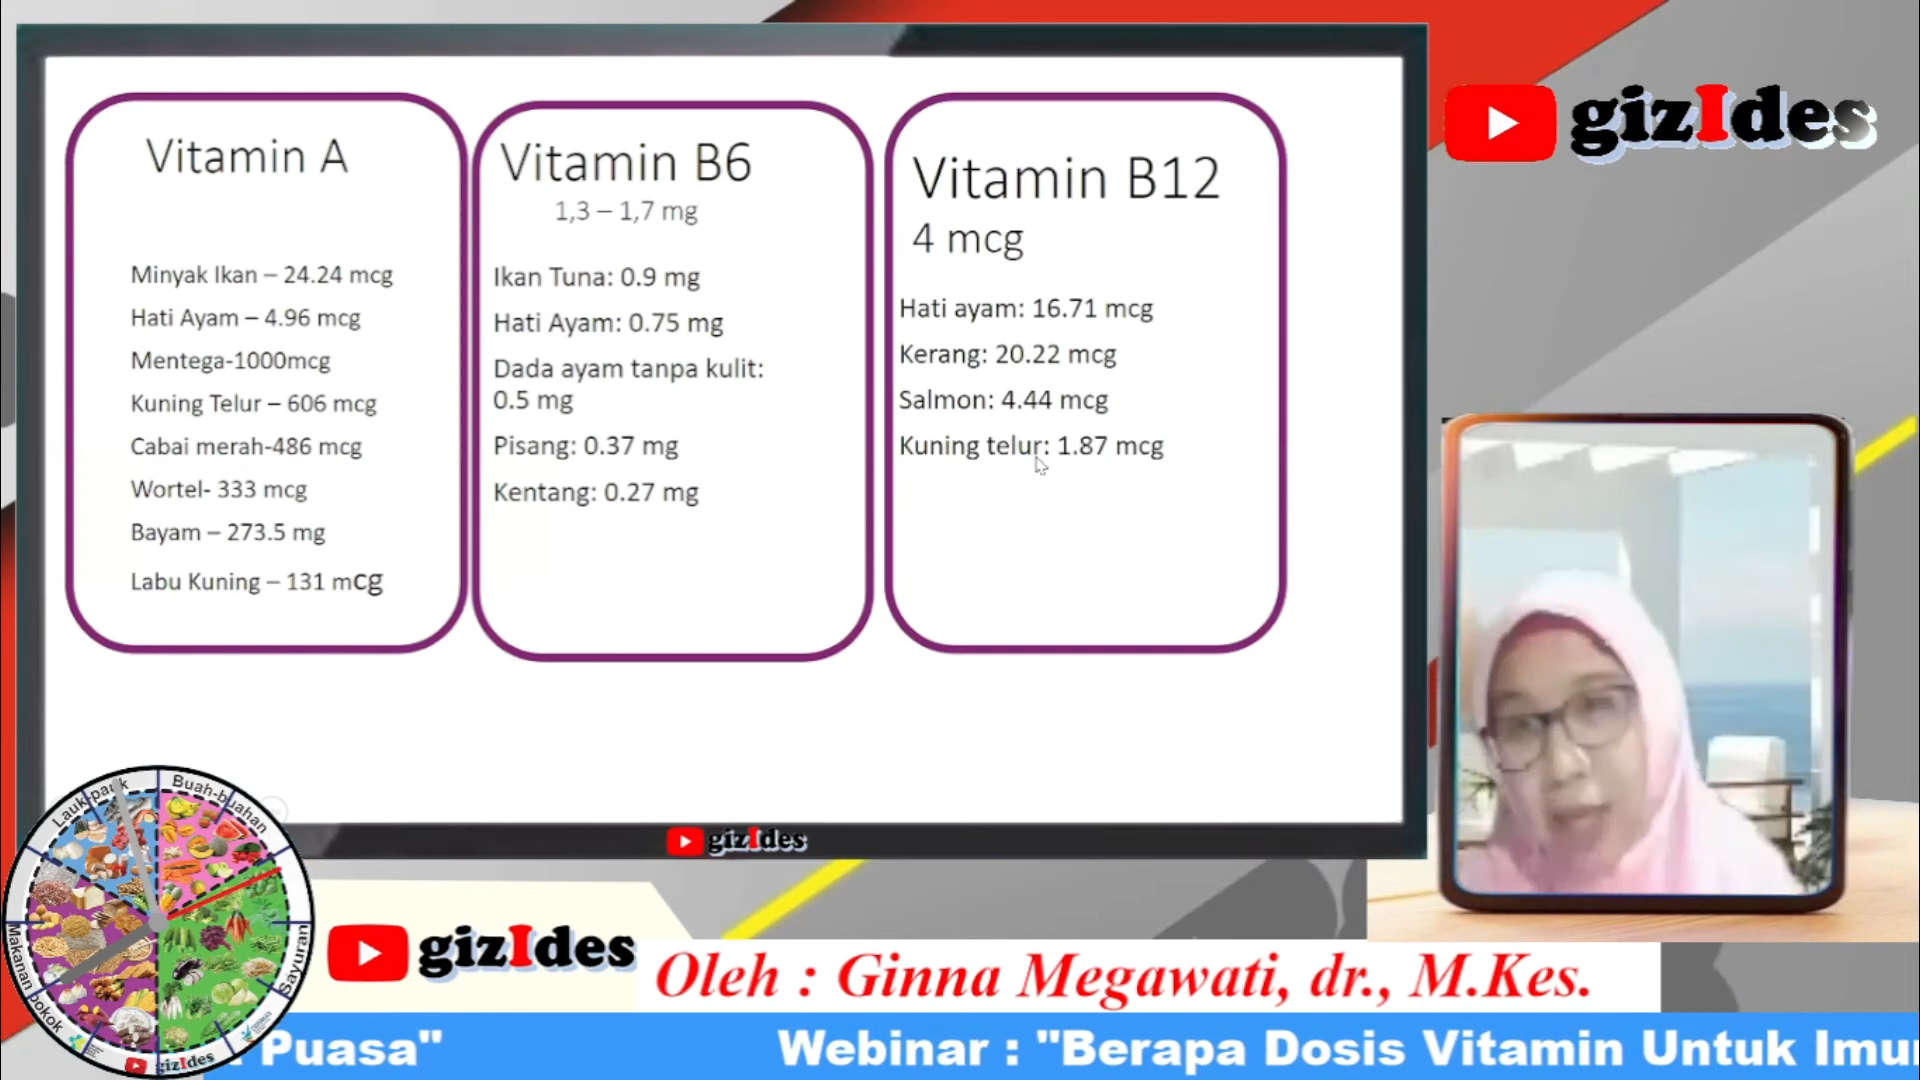 Vitamin A
Minyak Ikan – 24.24 mcg
Hati Ayam – 4.96 mcg
Mentega-1000mcg
Kuning Telur – 606 mcg
Cabai merah-486 mcg
Wortel- 333 mcg
Bayam – 273.5 mg
Labu Kuning – 131 mcg
Vitamin B6
1,3 – 1,7 mg
Ikan Tuna: 0.9 mg
Hati Ayam: 0.75 mg
Dada ayam tanpa kulit:
0.5 mg
Pisang: 0.37 mg
Kentang: 0.27 mg
Vitamin B12
4 mcg
Hati ayam: 16.71 mcg
Kerang: 20.22 mcg
Salmon: 4.44 mcg
Kuning telur: 1.87 mcg
gizIdes
gizIdes
Lauk-pauk
Buah-buahan
Makanan pokok
Sayuran
gizIdes
gizIdes
Oleh : Ginna Megawati, dr., M.Kes.
Puasa" Webinar : "Berapa Dosis Vitamin Untuk Imu